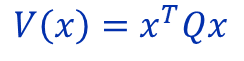 V(x) = x^T Qx